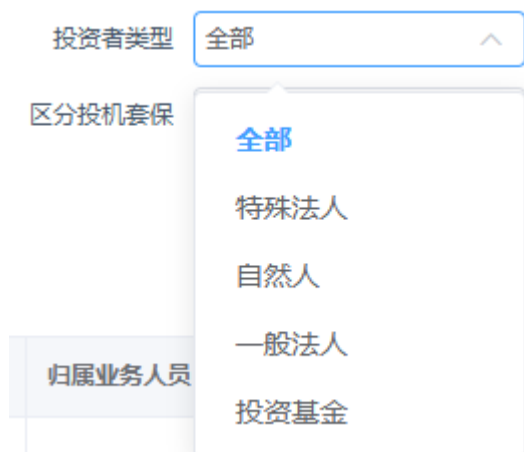 投资者类型 全部
区分投机套保
全部
特殊法人
自然人
一般法人
归属业务人员
投资基金